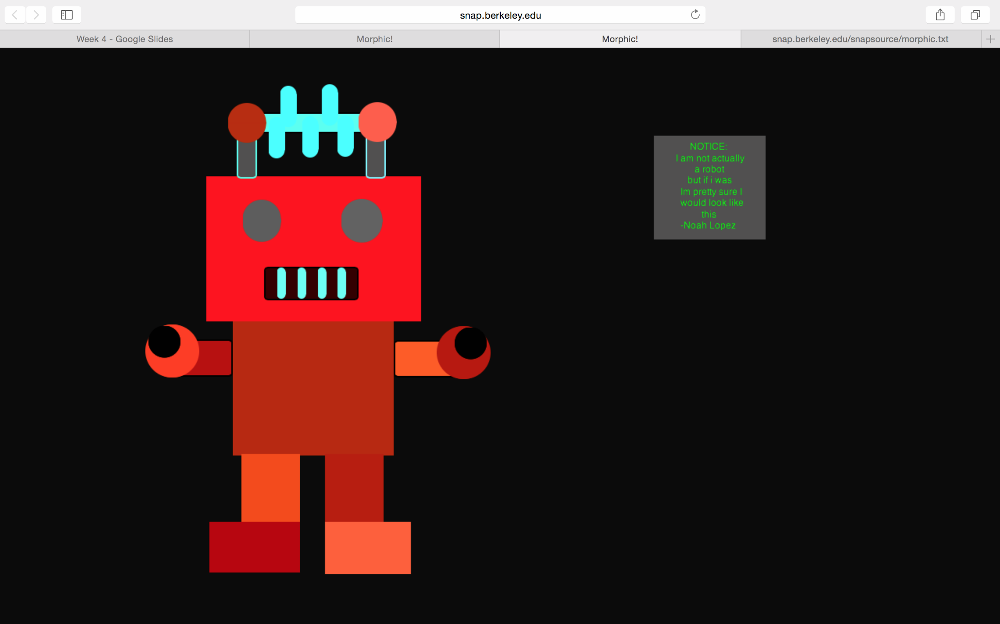 snap.berkeley.edu
Week 4 - Google Slides
Morphic!
Morphic!
snap.berkeley.edu/snapsource/morphic.txt
NOTICE:
I am not actually
a robot
but if i was
Im pretty sure I
would look like
this
-Noah Lopez